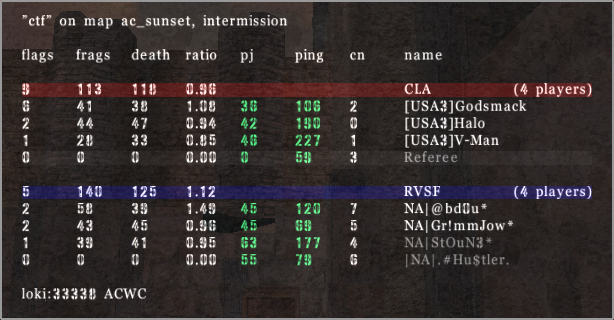 "ctf" on map ac_sunset, intermission
flags frags death ratio pj ping cn name
9 113 118 0.96 CLA (4 players)
6 41 38 1.08 36 106 2 [USA3]Godsmack
2 44 47 0.94 42 190 0 [USA3]Halo
1 28 33 0.85 48 227 1 [USA3]V-Man
0 0 0 0.00 0 59 3 Referee
5 140 125 1.12 RVSF (4 players)
2 58 39 1.49 45 120 7 NA|@bd0u*
2 43 45 0.96 45 69 5 NA|Gr!mmJow*
1 39 41 0.95 63 177 4 NA|StOuN3*
0 0 0 0.00 55 79 6 |NA|.#Hu$tler.
loki:33338 ACWC